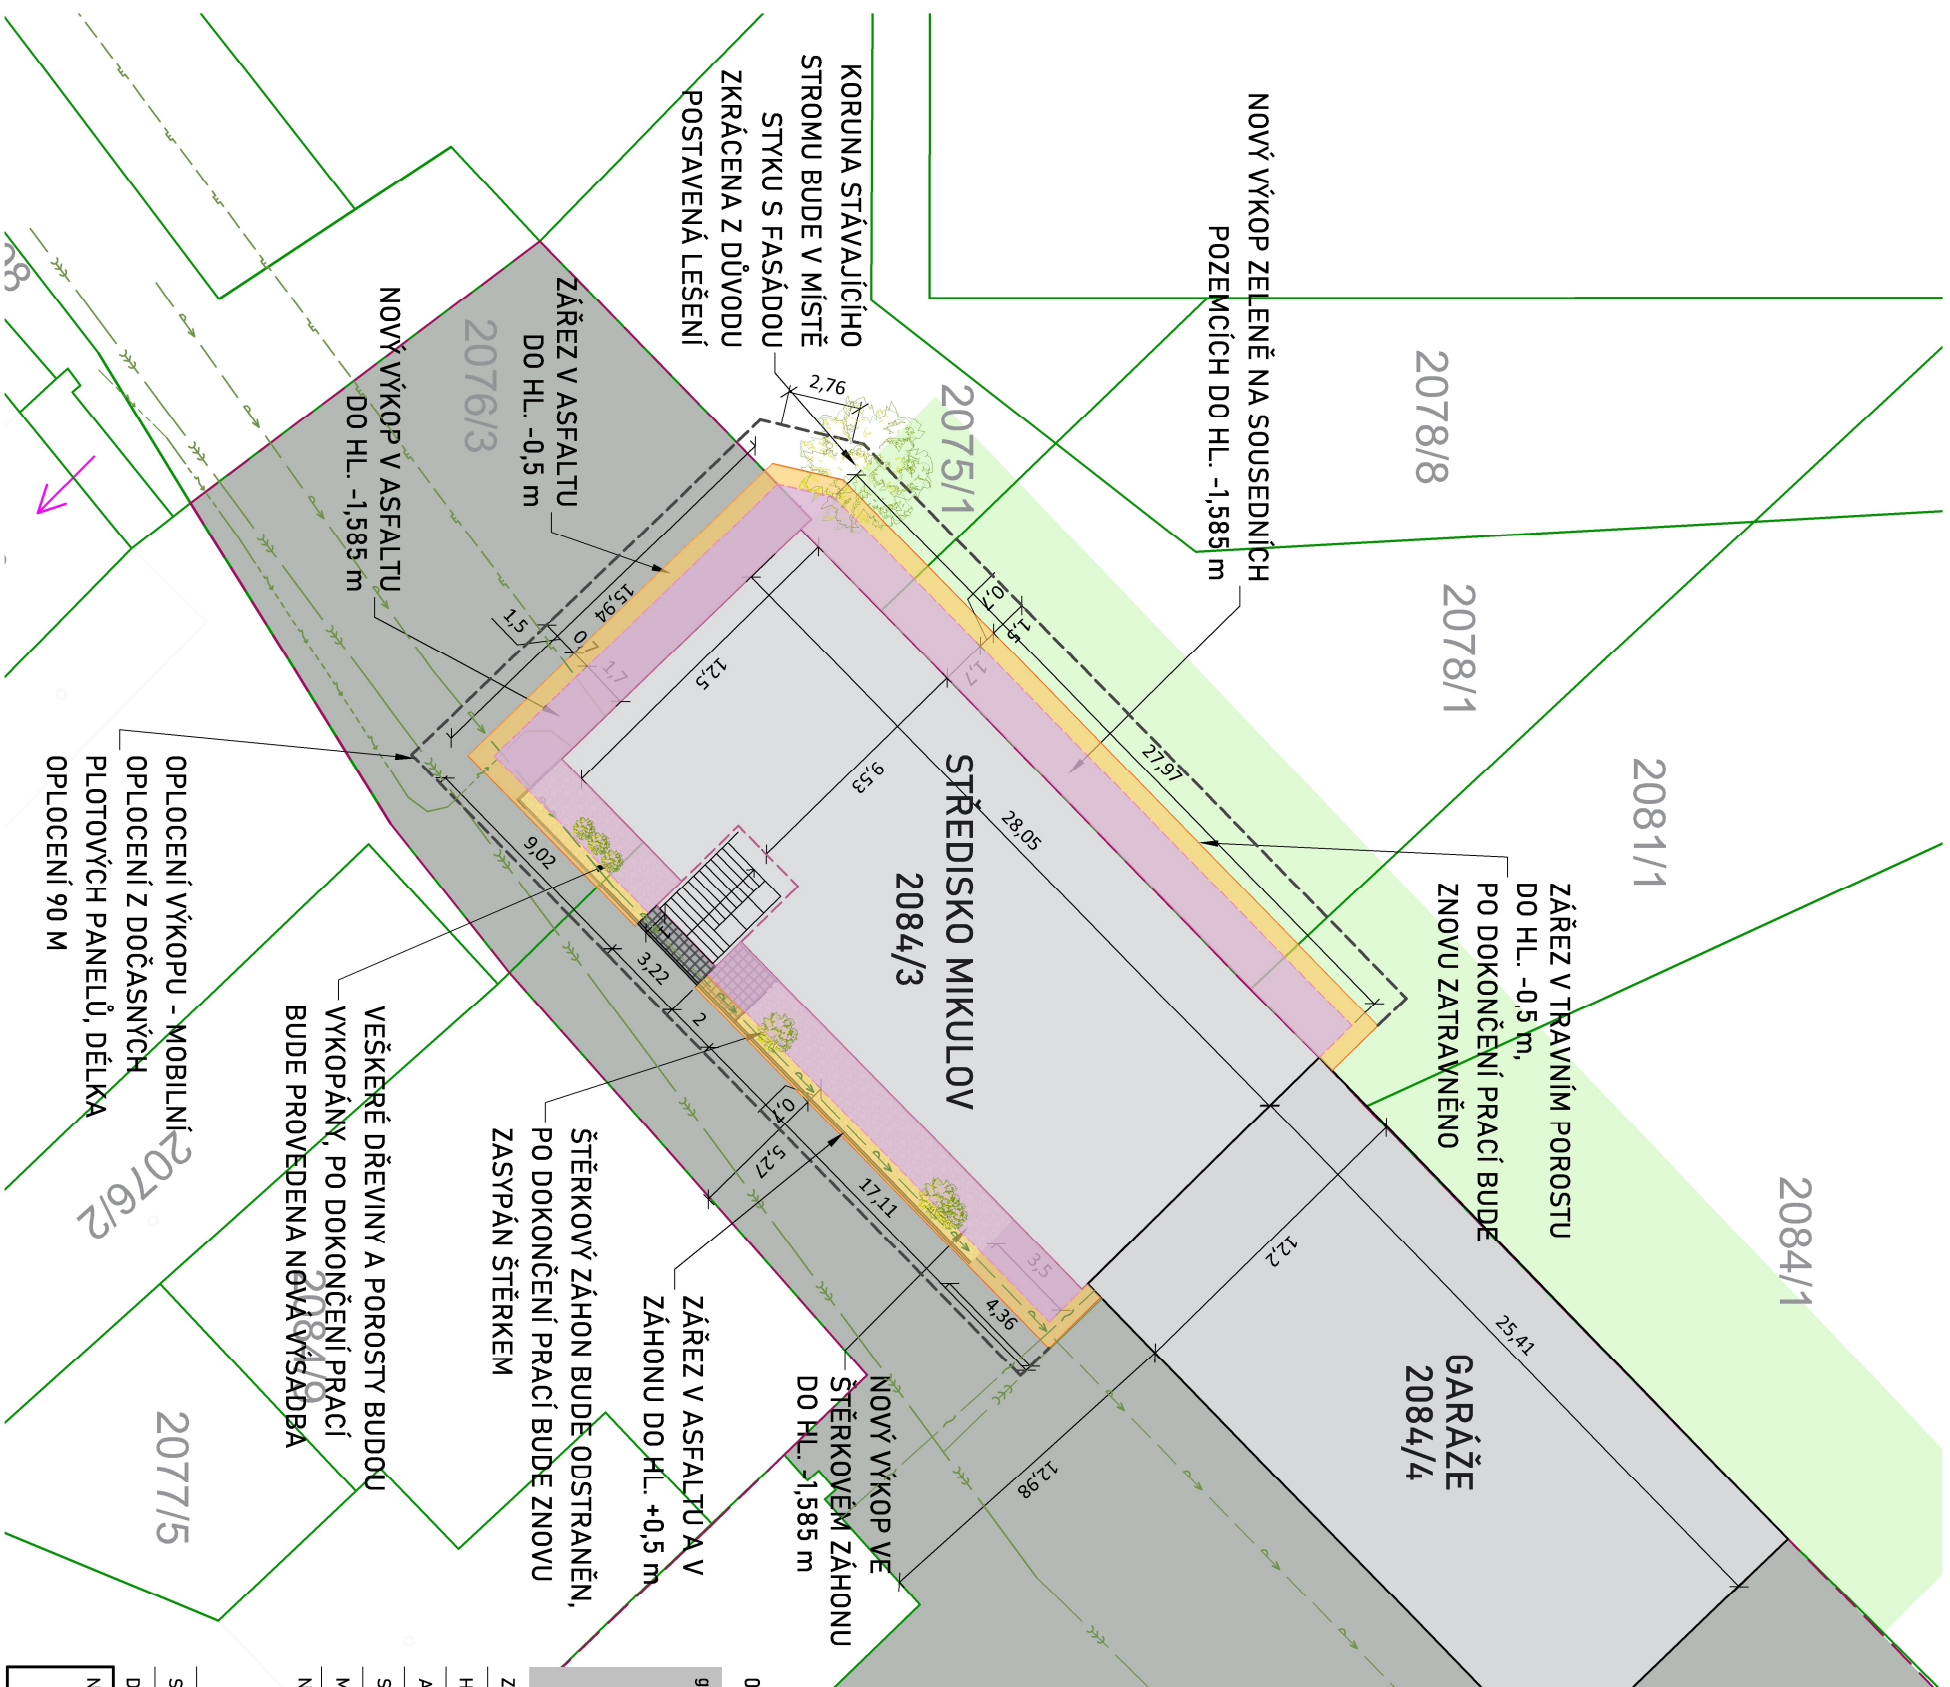 KORUNA STÁVAJÍCÍHO
STROMU BUDE V MÍSTĚ
STYKU S FASÁDOU
ZKRÁCENA Z DŮVODU
POSTAVENÁ LEŠENÍ
NOVÝ VÝKOP ZELENĚ NA SOUSEDNÍCH
POZEMCÍCH DO HL. -1,585 m
ZÁŘEZ V ASFALTU
DO HL. -0,5 m
NOVÝ VÝKOP V ASFALTU
DO HL. -1,585 m
ZÁŘEZ V TRAVNÍM POROSTU
DO HL. -0,5 m,
PO DOKONČENÍ PRACÍ BUDE
ZNOVU ZATRAVNĚNO
STŘEDISKO MIKULOV
2084/3
GARÁŽE
2084/4
OPLOCENÍ VÝKOPU - MOBILNÍ
OPLOCENÍ Z DOČASNÝCH
PLOTOVÝCH PANELŮ, DÉLKA
OPLOCENÍ 90 M
VEŠKERÉ DŘEVINY A POROSTY BUDOU
VYKOPÁNY, PO DOKONČENÍ PRACÍ
BUDE PROVEDENA NOVÁ VÝSADBA
ŠTĚRKOVÝ ZÁHON BUDE ODSTRANĚN,
PO DOKONČENÍ PRACÍ BUDE ZNOVU
ZASYPÁN ŠTĚRKEM
ZÁŘEZ V ASFALTU A V
ZÁHONU DO HL. +0,5 m
NOVÝ VÝKOP VE
ŠTĚRKOVÉM ZÁHONU
DO HL. -1,585 m
2078/8
2078/1
2081/1
2084/1
2075/1
2076/3
2076/2
2084/9
2077/5
2,76
15,94
1,5
0,7
1,7
12,5
9,53
28,05
27,97
0,7
1,5
1,7
9,02
3,22
2
0,7
5,27
17,11
3,5
4,36
12,2
25,41
12,98